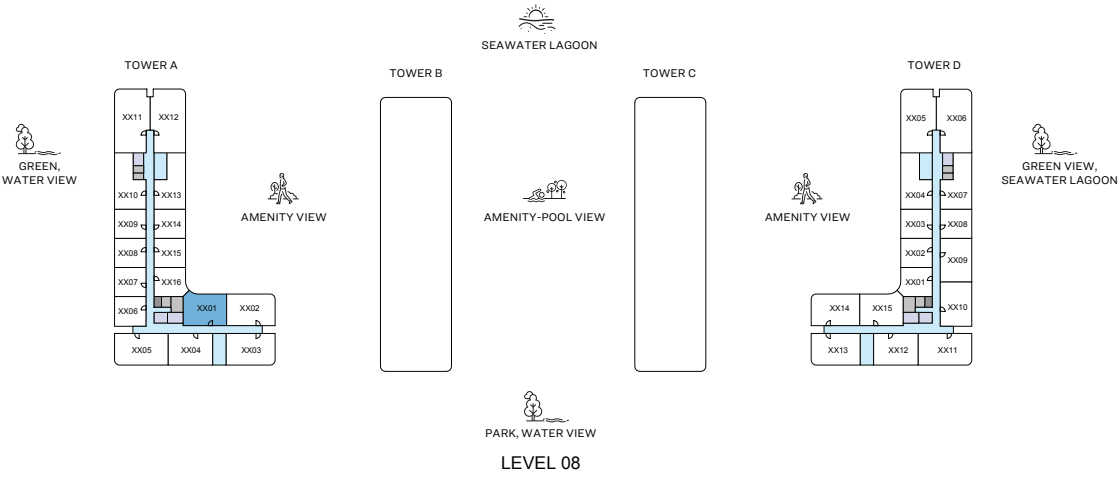 SEAWATER LAGOON
TOWER A
TOWER B
TOWER C
TOWER D
XX11
XX12
XX10
XX13
XX09
XX14
XX08
XX15
XX07
XX16
XX06
XX01
XX02
XX05
XX04
XX03
GREEN,
WATER VIEW
AMENITY VIEW
AMENITY-POOL VIEW
AMENITY VIEW
XX05
XX06
XX04
XX07
XX03
XX08
XX02
XX09
XX01
XX14
XX15
XX10
XX13
XX12
XX11
GREEN VIEW,
SEAWATER LAGOON
PARK, WATER VIEW
LEVEL 08